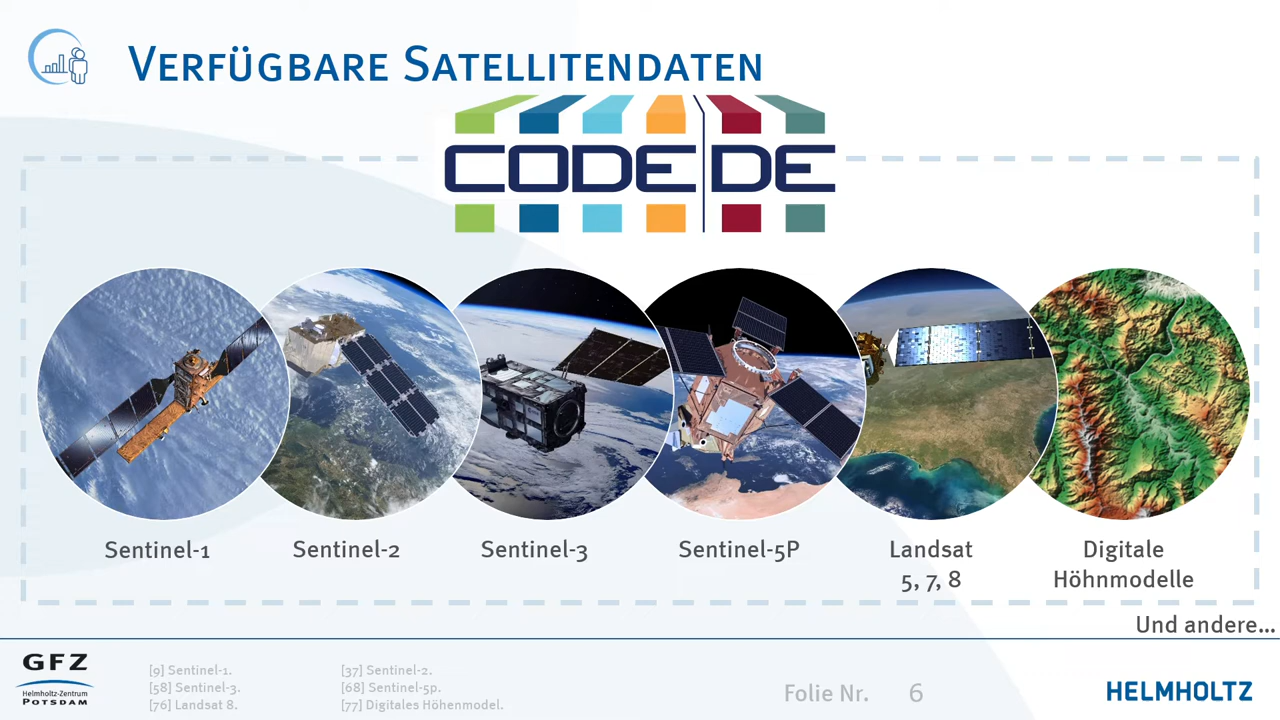 Verfügbare Satellitendaten
CODE|DE
Sentinel-1
Sentinel-2
Sentinel-3
Sentinel-5P
Landsat
5, 7, 8
Digitale
Höhnmodelle
Und andere...
GFZ
Helmholtz-Zentrum
POTSDAM
[9] Sentinel-1.
[58] Sentinel-3.
[76] Landsat 8.
[37] Sentinel-2.
[68] Sentinel-5p.
[77] Digitales Höhenmodel.
Folie Nr. 6
HELMHOLTZ